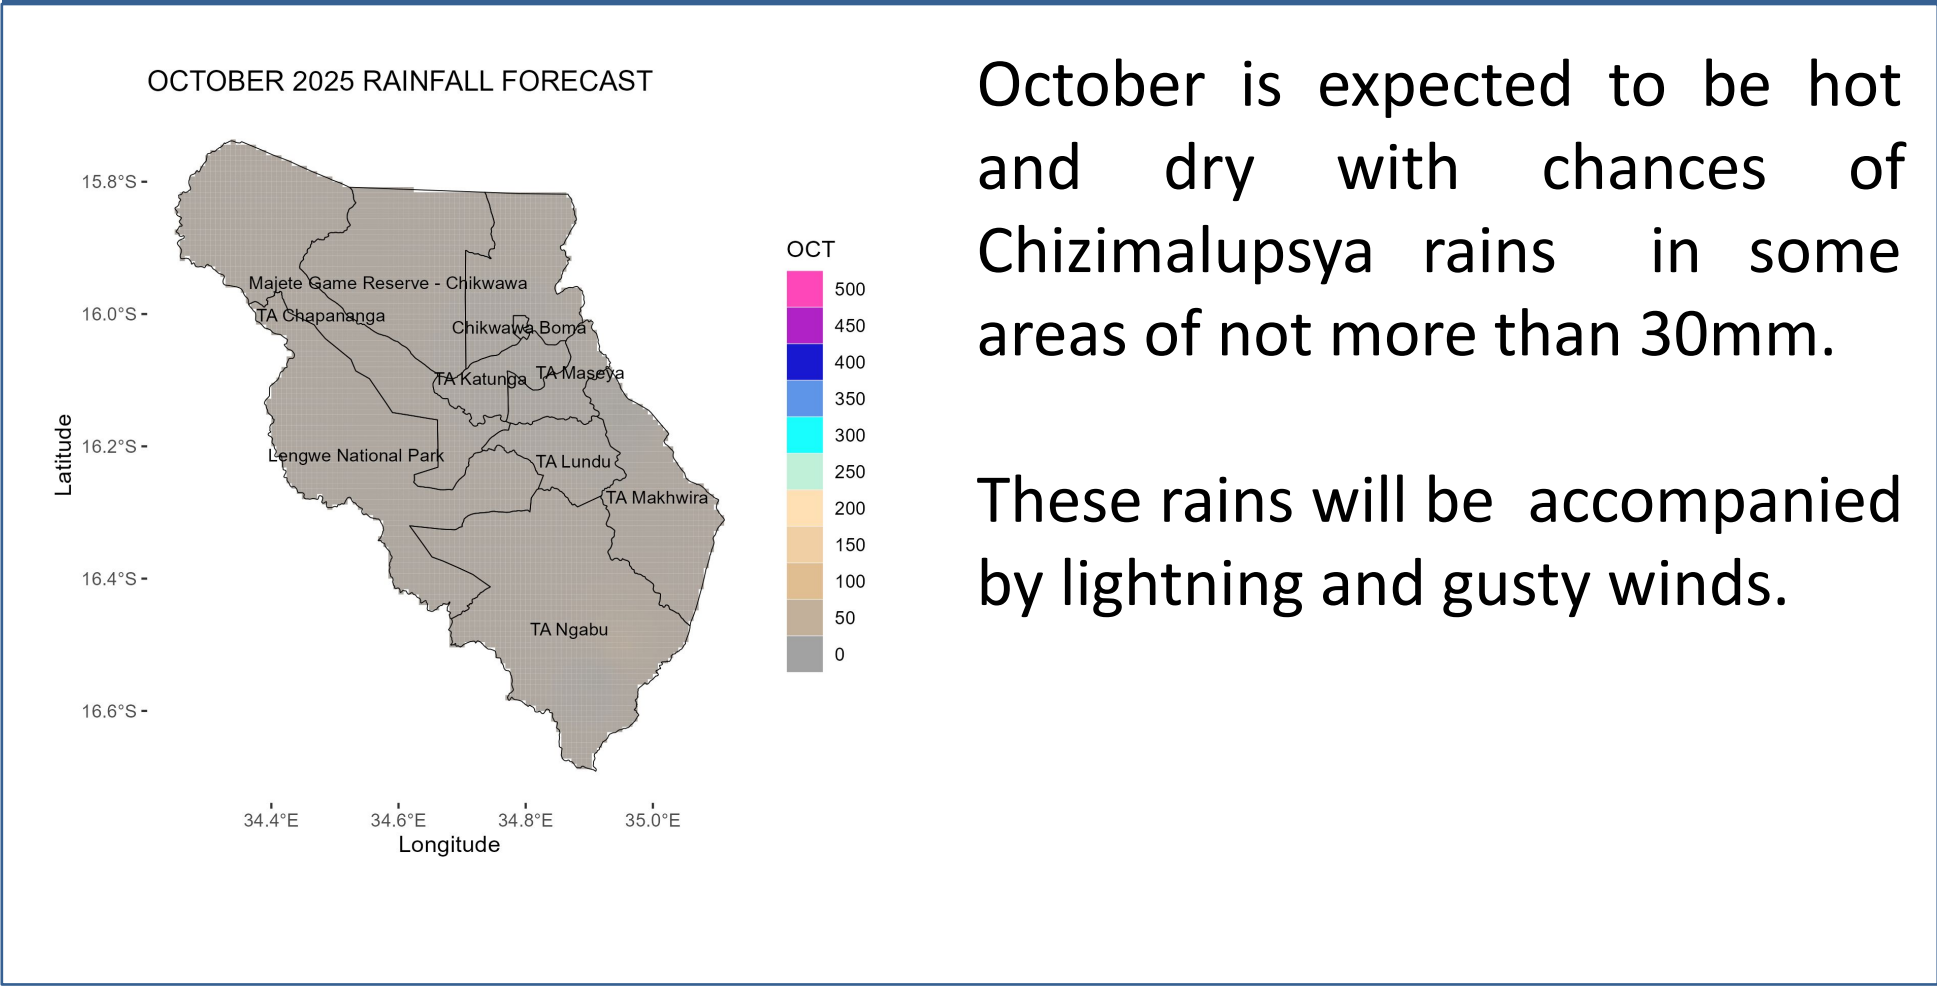 OCTOBER 2025 RAINFALL FORECAST
15.8°S
16.0°S
16.2°S
16.4°S
16.6°S
Latitude
Majete Game Reserve - Chikwawa
TA Chapananga
Chikwawa Boma
TA Katunga
TA Maseya
Lengwe National Park
TA Lundu
TA Makhwira
TA Ngabu
34.4°E
34.6°E
34.8°E
35.0°E
Longitude
OCT
500
450
400
350
300
250
200
150
100
50
0
October is expected to be hot
and dry with chances of
Chizimalupsya rains in some
areas of not more than 30mm.
These rains will be accompanied
by lightning and gusty winds.